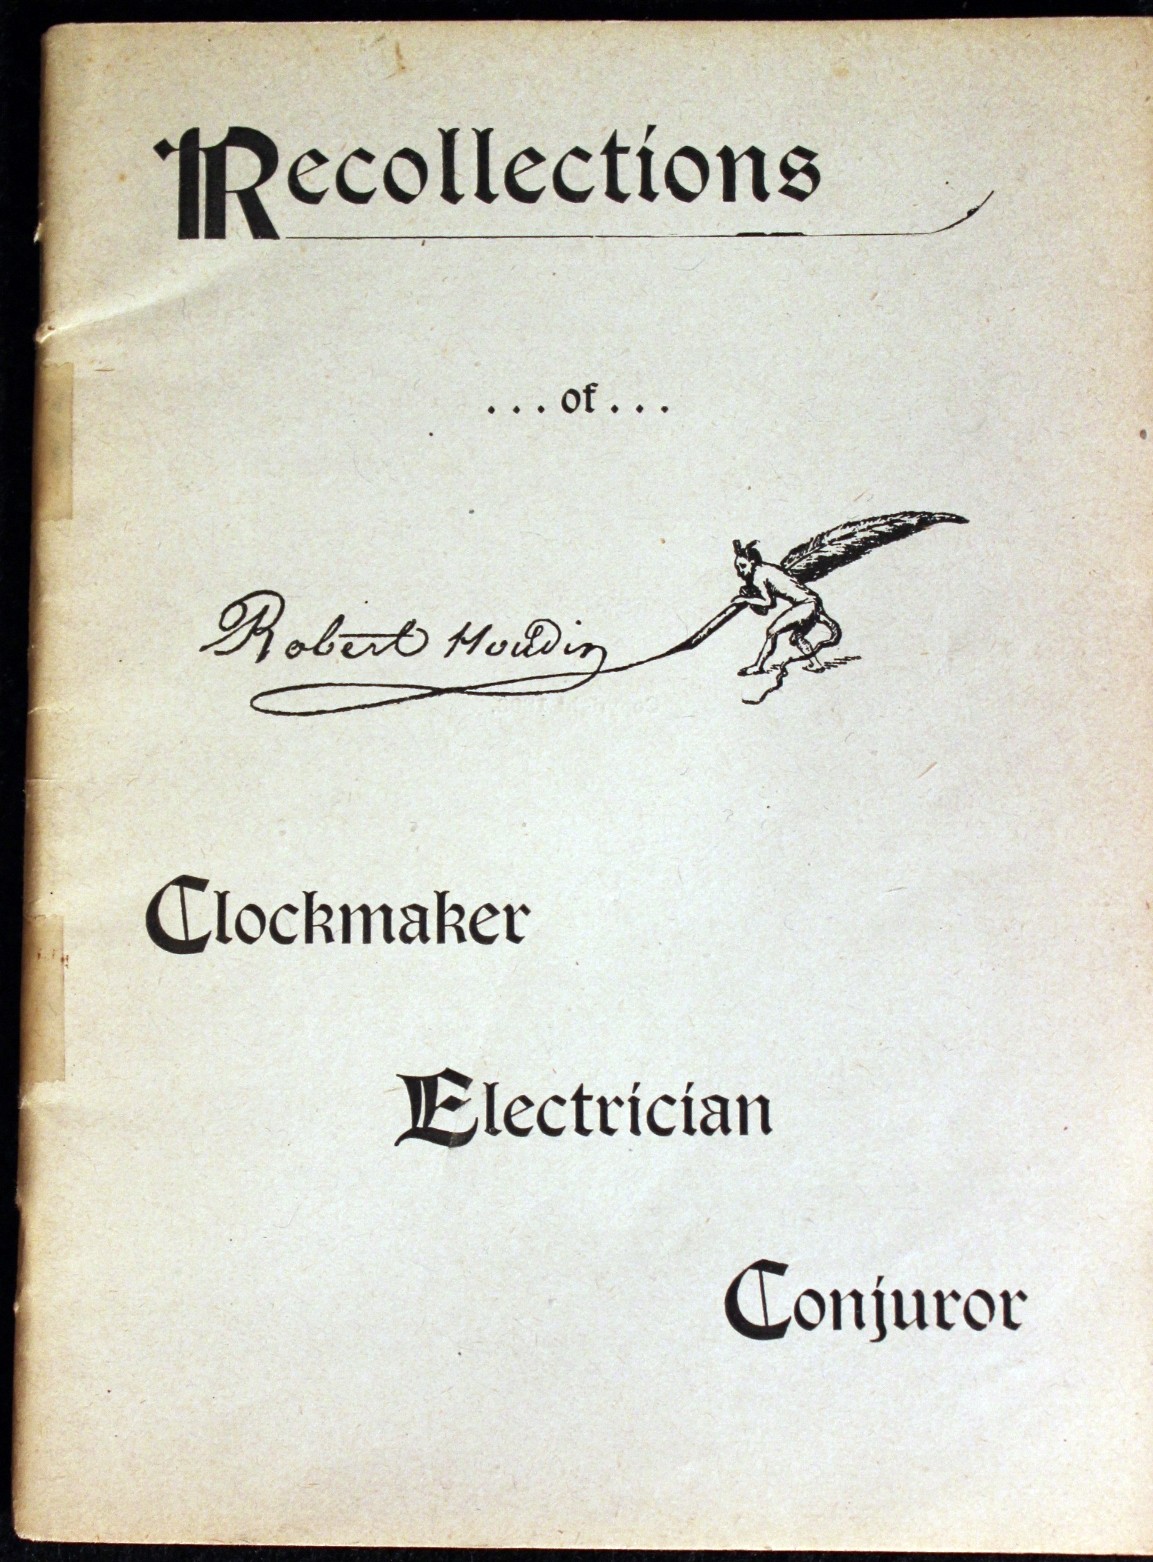 Recollections
...of...
Robert Houdin
Clockmaker
Electrician
Conjuror